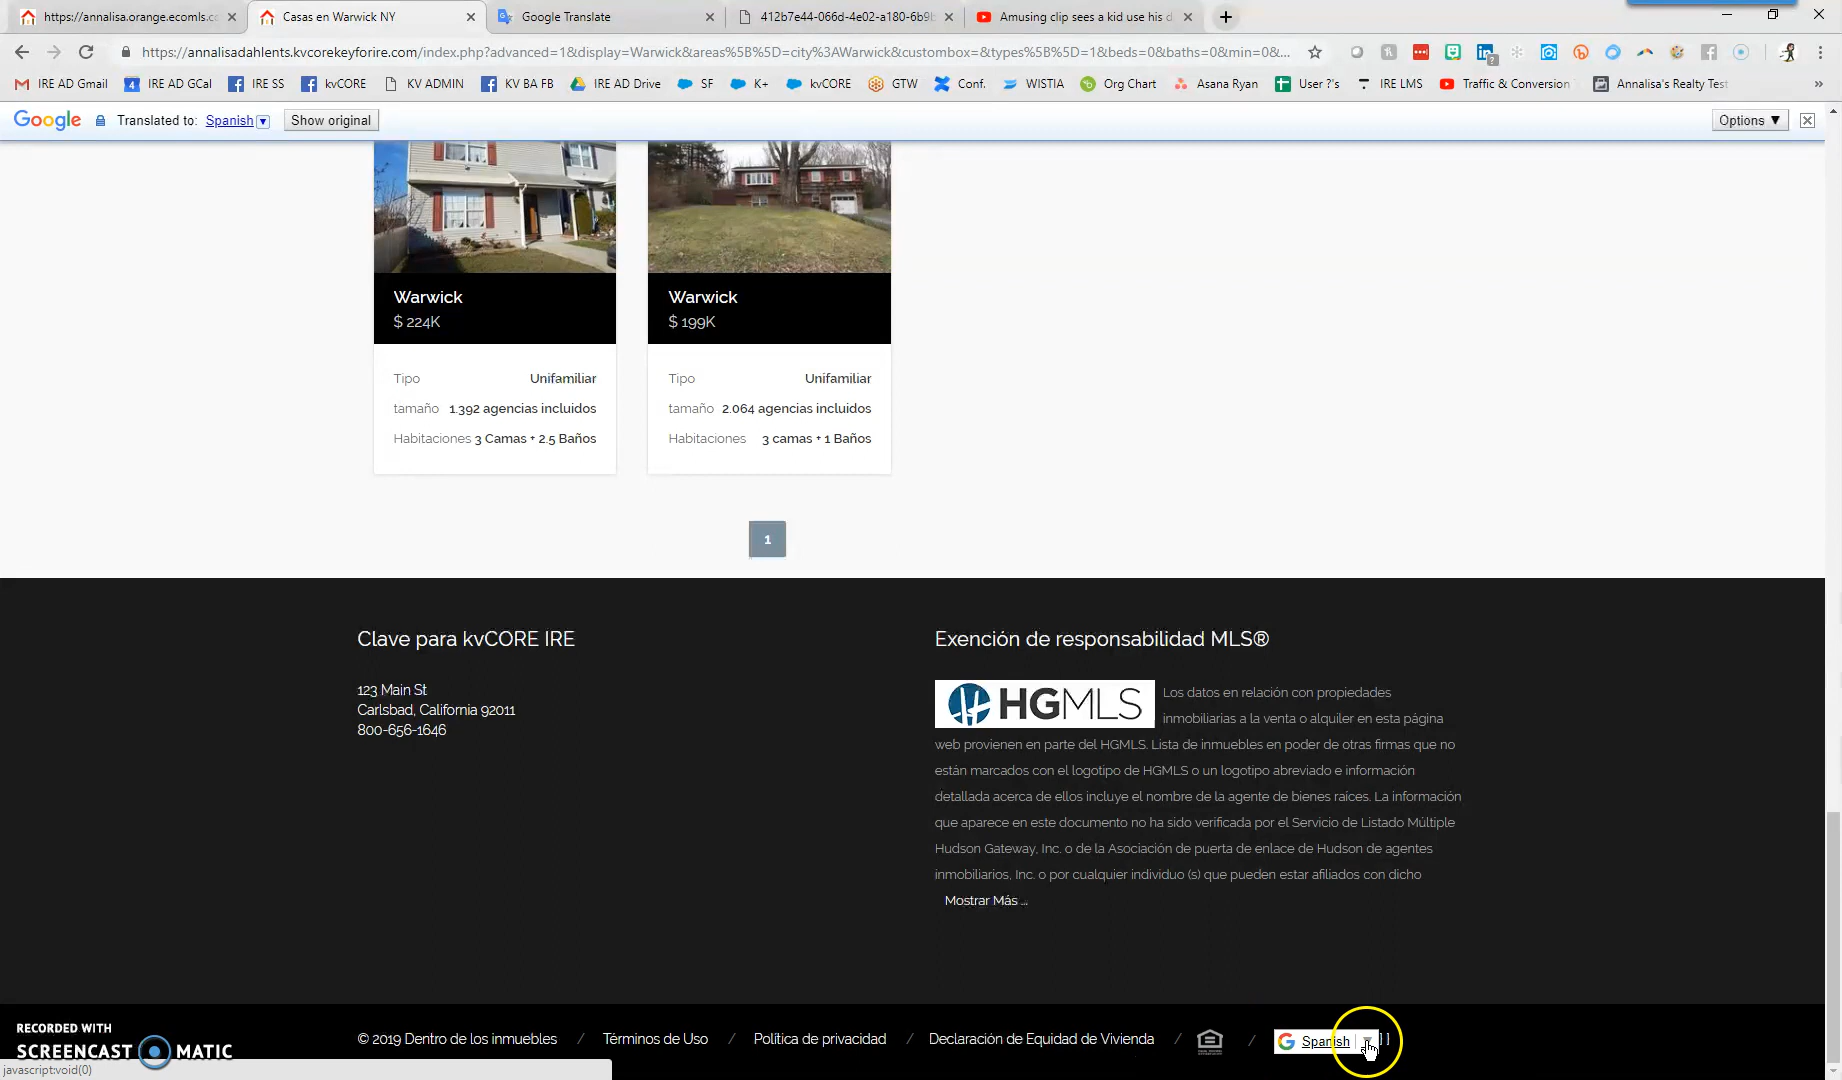 https://annalisa.orange.ecomls.c
Casas en Warwick NY
Google Translate
412b7e44-066d-4e02-a180-6b9b
Amusing clip sees a kid use his d
https://annalisadahlents.kvcorekeyforire.com/index.php?advanced=1&display=Warwick&areas%5B%5D=city%3AWarwick&custombox=&types%5B%5D=1&beds=0&baths=0&min=0&...
IRE AD Gmail
IRE AD GCal
IRE SS
kvCORE
KV ADMIN
KV BA FB
IRE AD Drive
SF
K+
kvCORE
GTW
Conf.
WISTIA
Org Chart
Asana Ryan
User ?'s
IRE LMS
Traffic & Conversion
Annalisa's Realty Test
Google Translated to: Spanish Show original Options ▼
Warwick
$ 224K
Tipo Unifamiliar
tamaño 1.392 agencias incluidos
Habitaciones 3 Camas + 2.5 Baños
Warwick
$ 199K
Tipo Unifamiliar
tamaño 2.064 agencias incluidos
Habitaciones 3 camas + 1 Baños
1
Clave para kvCORE IRE
123 Main St
Carlsbad, California 92011
800-656-1646
Exención de responsabilidad MLS®
HGMLS
Los datos en relación con propiedades
inmobiliarias a la venta o alquiler en esta página
web provienen en parte del HGMLS. Lista de inmuebles en poder de otras firmas que no
están marcados con el logotipo de HGMLS o un logotipo abreviado e información
detallada acerca de ellos incluye el nombre de la agente de bienes raíces. La información
que aparece en este documento no ha sido verificada por el Servicio de Listado Múltiple
Hudson Gateway, Inc. o de la Asociación de puerta de enlace de Hudson de agentes
inmobiliarios, Inc. o por cualquier individuo (s) que pueden estar afiliados con dicho
Mostrar Más ...
© 2019 Dentro de los inmuebles / Términos de Uso / Política de privacidad / Declaración de Equidad de Vivienda / / Spanish
RECORDED WITH
SCREENCAST MATIC
javascript:void(0)